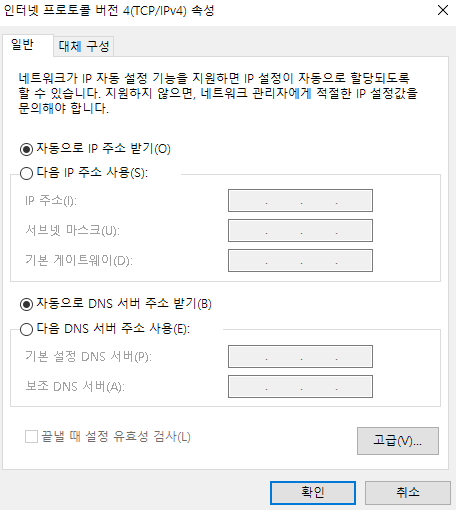 인터넷 프로토콜 버전 4(TCP/IPv4) 속성
일반
대체 구성
네트워크가 IP 자동 설정 기능을 지원하면 IP 설정이 자동으로 할당되도록
할 수 있습니다. 지원하지 않으면, 네트워크 관리자에게 적절한 IP 설정값을
문의해야 합니다.
자동으로 IP 주소 받기(O)
다음 IP 주소 사용(S):
IP 주소(I):
서브넷 마스크(U):
기본 게이트웨이(D):
자동으로 DNS 서버 주소 받기(B)
다음 DNS 서버 주소 사용(E):
기본 설정 DNS 서버(P):
보조 DNS 서버(A):
끝낼 때 설정 유효성 검사(L)
고급(V)...
확인
취소